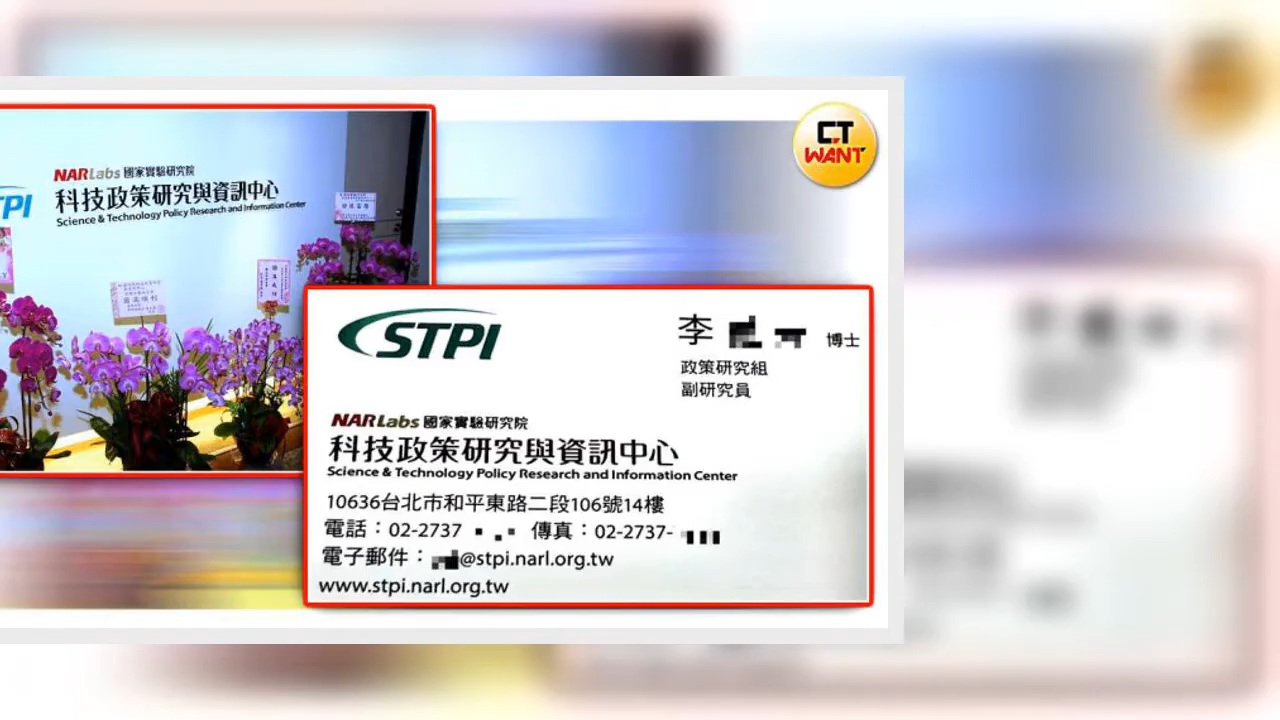 CT
WANT
NARLabs 國家實驗研究院
科技政策研究與資訊中心
Science & Technology Policy Research and Information Center
STPI
STPI
李 博士
政策研究組
副研究員
NARLabs 國家實驗研究院
科技政策研究與資訊中心
Science & Technology Policy Research and Information Center
10636台北市和平東路二段106號14樓
電話：02-2737 傳真：02-2737-
電子郵件： @stpi.narl.org.tw
www.stpi.narl.org.tw